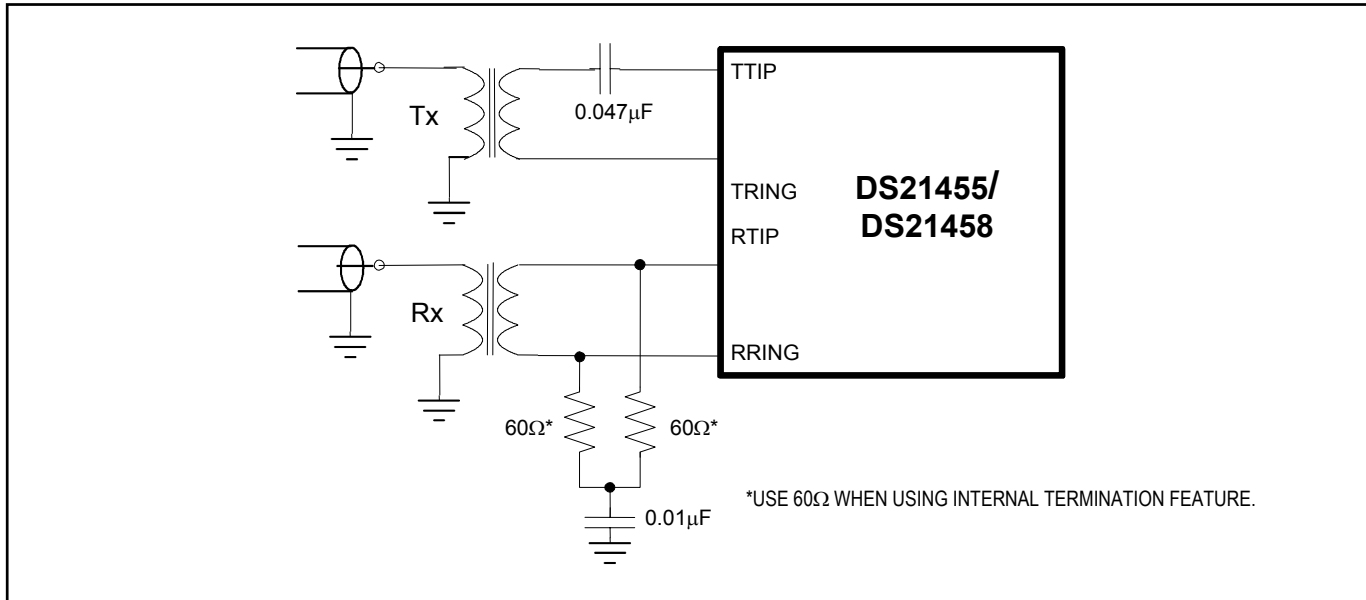 TTIP
0.047µF
Tx
TRING
DS21455/
DS21458
RTIP
Rx
RRING
60Ω*
60Ω*
*USE 60Ω WHEN USING INTERNAL TERMINATION FEATURE.
0.01µF